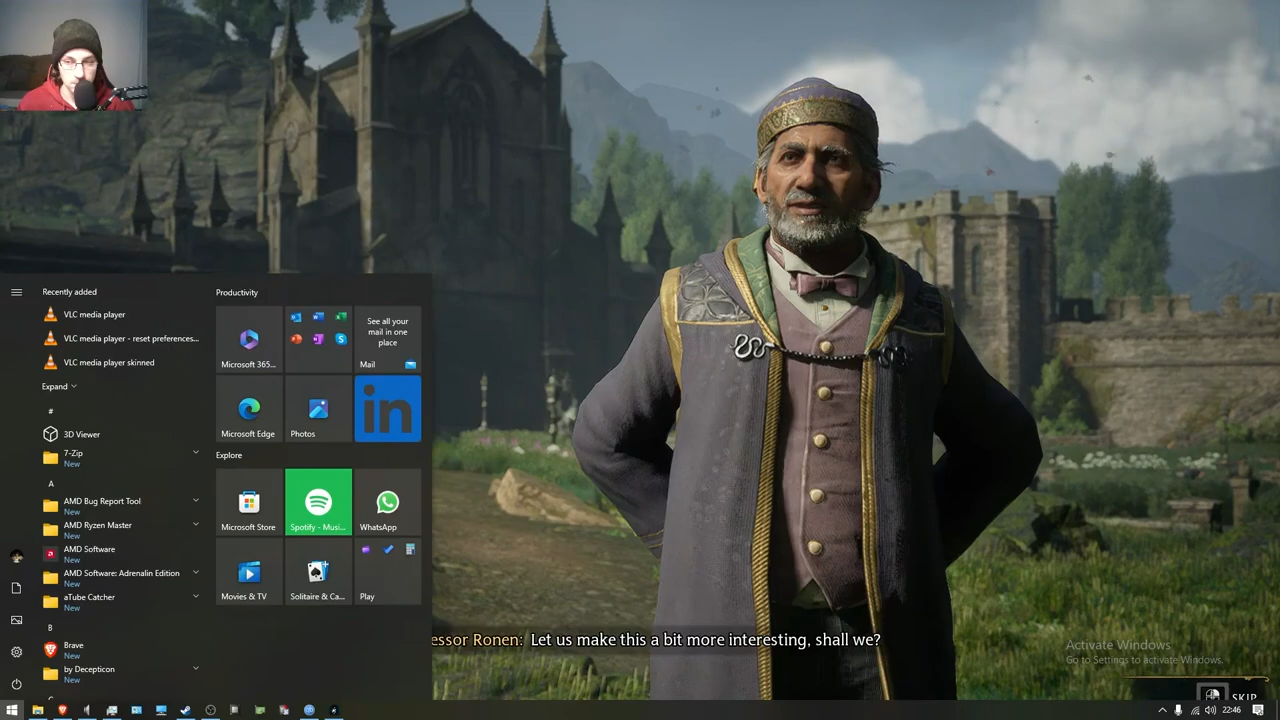 Recently added
VLC media player
VLC media player - reset preferences...
VLC media player skinned
Expand
#
3D Viewer
7-Zip
New
A
AMD Bug Report Tool
New
AMD Ryzen Master
New
AMD Software
New
AMD Software: Adrenalin Edition
New
aTube Catcher
New
B
Brave
New
by Decepticon
New
Productivity
Microsoft 365...
See all your mail in one place
Mail
Microsoft Edge
Photos
in
Explore
Microsoft Store
Spotify - Musi...
WhatsApp
Movies & TV
Solitaire & Ca...
Play
essor Ronen: Let us make this a bit more interesting, shall we?
Activate Windows
Go to Settings to activate Windows.
SKIP
22:46